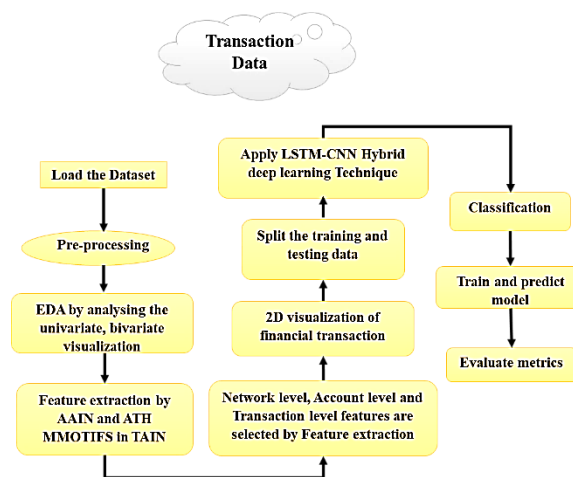 Transaction
Data
Load the Dataset
Pre-processing
EDA by analysing the
univariate, bivariate
visualization
Feature extraction by
AAIN and ATH
MMOTIFS in TAIN
Network level, Account level and
Transaction level features are
selected by Feature extraction
2D visualization of
financial transaction
Split the training and
testing data
Apply LSTM-CNN Hybrid
deep learning Technique
Classification
Train and predict
model
Evaluate metrics